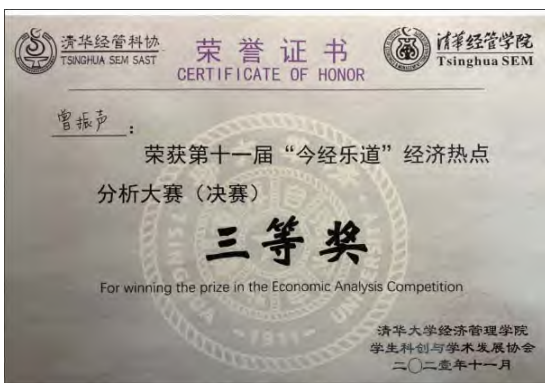 清华经管科协
TSINGHUA SEM SAST
荣誉证书
CERTIFICATE OF HONOR
清华经管学院
Tsinghua SEM
曾振声：
荣获第十一届“今经乐道”经济热点
分析大赛（决赛）
三等奖
For winning the prize in the Economic Analysis Competition
-1911-
清华大学经济管理学院
学生科创与学术发展协会
二〇二壹年十一月